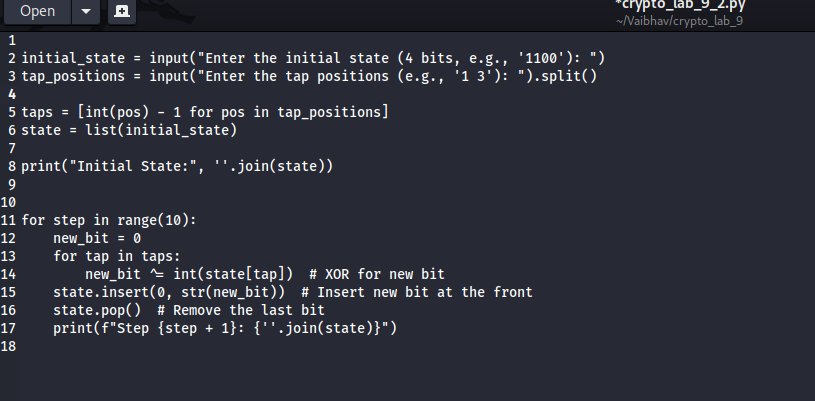 Open
*crypto_lab_9_2.py
~/Vaibhav/crypto_lab_9
1
2 initial_state = input("Enter the initial state (4 bits, e.g., '1100'): ")
3 tap_positions = input("Enter the tap positions (e.g., '1 3'): ").split()
4
5 taps = [int(pos) - 1 for pos in tap_positions]
6 state = list(initial_state)
7
8 print("Initial State:", ''.join(state))
9
10
11 for step in range(10):
12     new_bit = 0
13     for tap in taps:
14         new_bit ^= int(state[tap])  # XOR for new bit
15     state.insert(0, str(new_bit))  # Insert new bit at the front
16     state.pop()  # Remove the last bit
17     print(f"Step {step + 1}: {''.join(state)}")
18